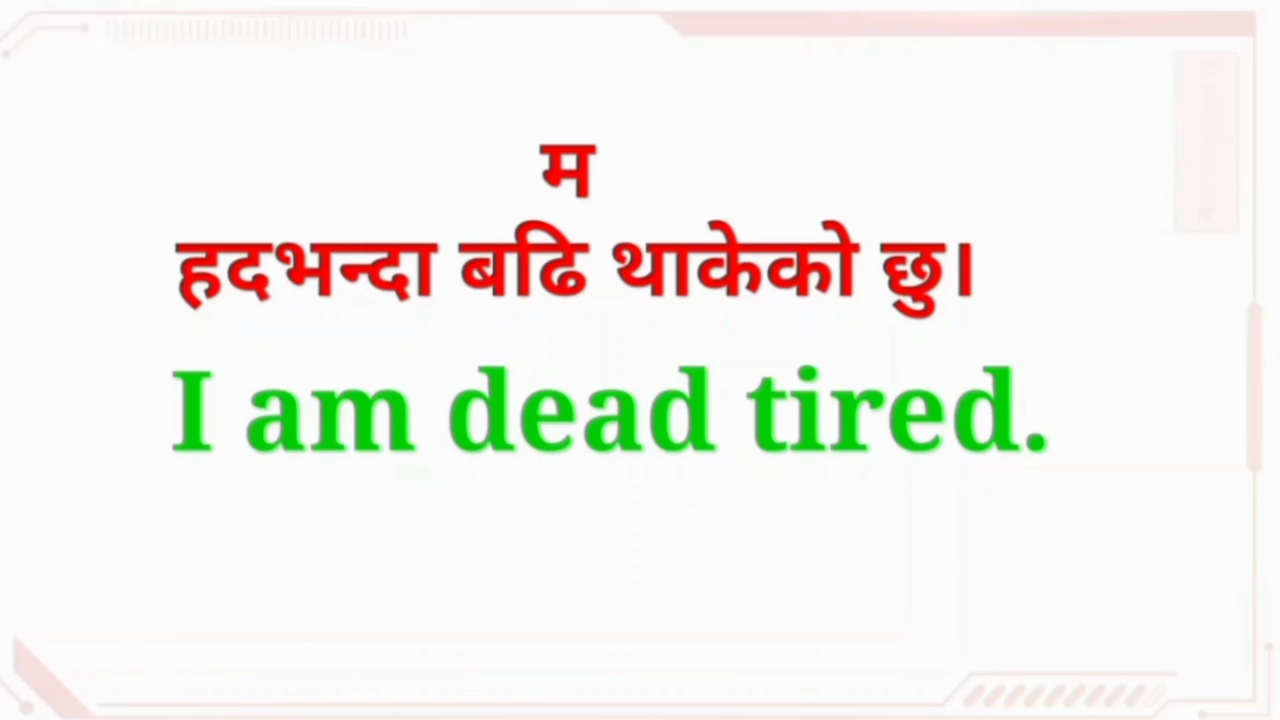 म
हदभन्दा बढि थाकेको छु।
I am dead tired.